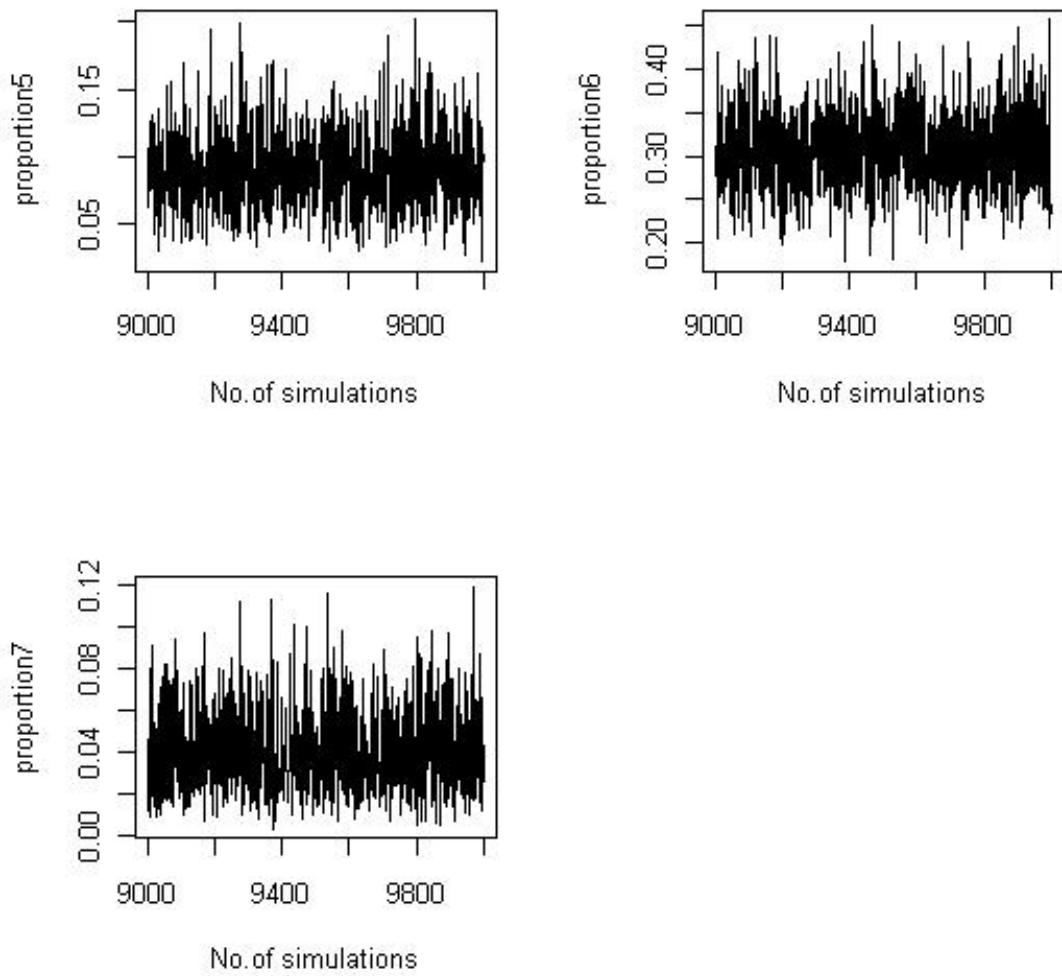 proportion5
0.05 0.15
9000 9400 9800
No.of simulations
proportion6
0.20 0.30 0.40
9000 9400 9800
No.of simulations
proportion7
0.00 0.04 0.08 0.12
9000 9400 9800
No.of simulations